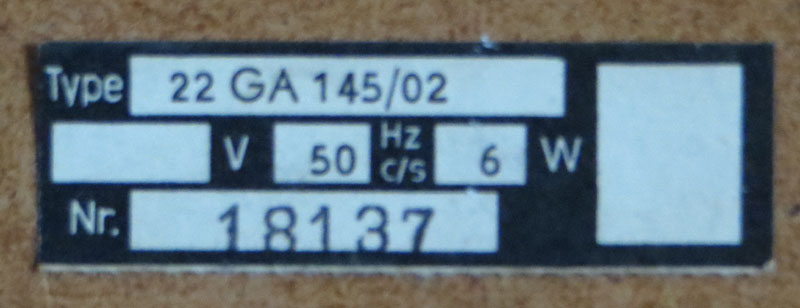 Type 22 GA 145/02
V 50 Hz c/s 6 W
Nr. 18137